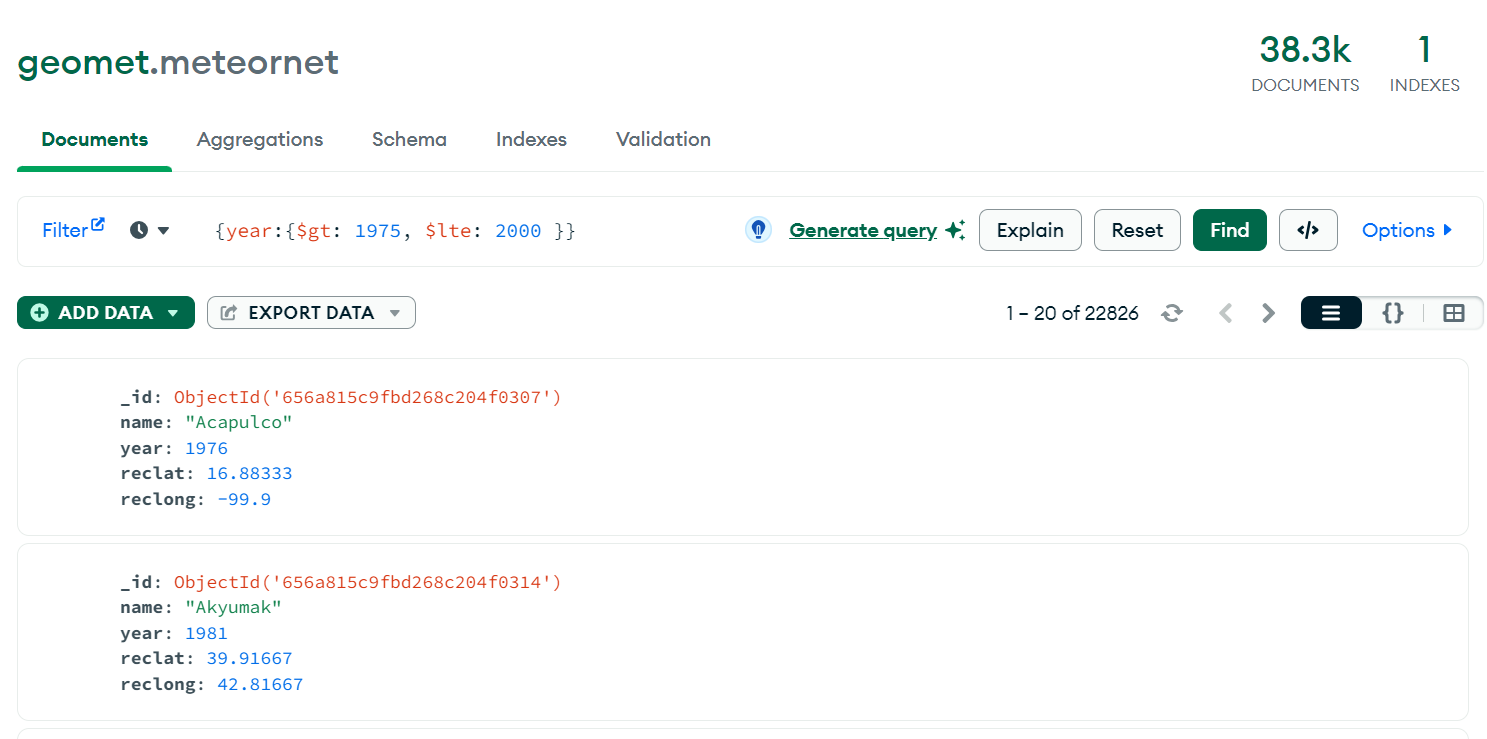 geomet.meteornet
38.3k
DOCUMENTS
1
INDEXES
Documents Aggregations Schema Indexes Validation
Filter {year:{$gt: 1975, $lte: 2000 }} Generate query Explain Reset Find </> Options
ADD DATA EXPORT DATA 1 – 20 of 22826 {}
_id: ObjectId('656a815c9fbd268c204f0307')
name: "Acapulco"
year: 1976
reclat: 16.88333
reclong: -99.9
_id: ObjectId('656a815c9fbd268c204f0314')
name: "Akyumak"
year: 1981
reclat: 39.91667
reclong: 42.81667